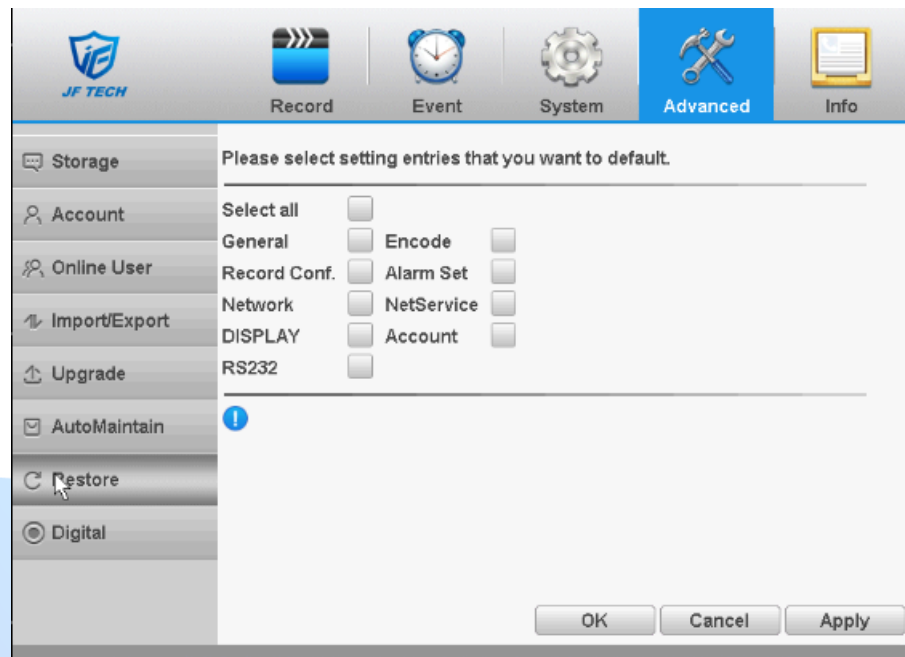 JF TECH
Record Event System Advanced Info
Storage
Account
Online User
Import/Export
Upgrade
AutoMaintain
Restore
Digital
Please select setting entries that you want to default.
Select all
General Encode
Record Conf. Alarm Set
Network NetService
DISPLAY Account
RS232
OK Cancel Apply